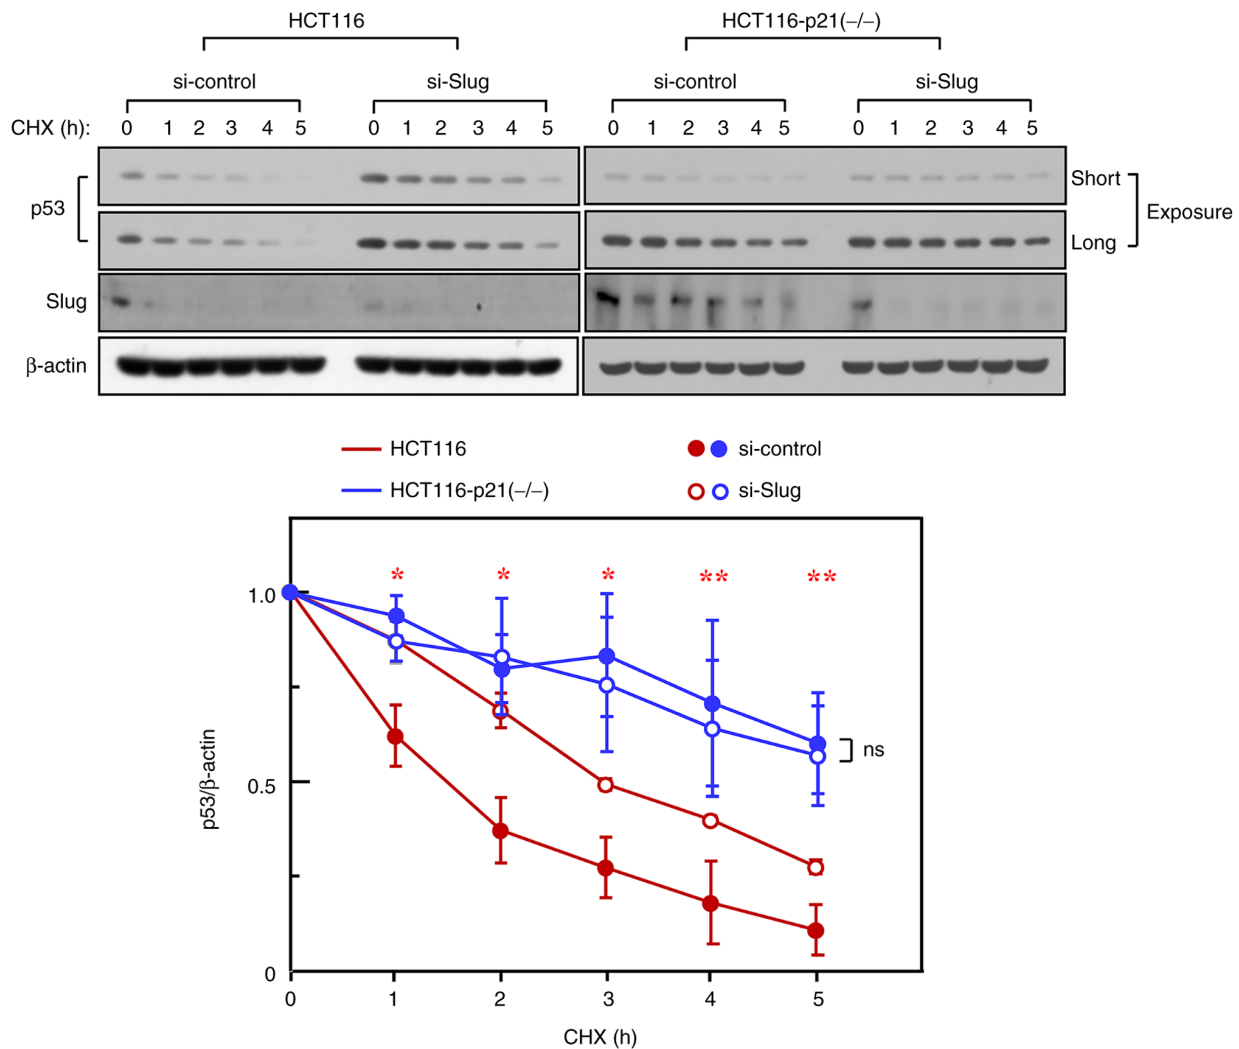 HCT116 HCT116-p21(–/–)
si-control si-Slug si-control si-Slug
CHX (h): 0 1 2 3 4 5 0 1 2 3 4 5 0 1 2 3 4 5 0 1 2 3 4 5
Short
p53 Exposure
Long
Slug
β-actin
HCT116 si-control
HCT116-p21(–/–) si-Slug
* * * ** **
1.0
ns
p53/β-actin
0.5
0
0 1 2 3 4 5
CHX (h)